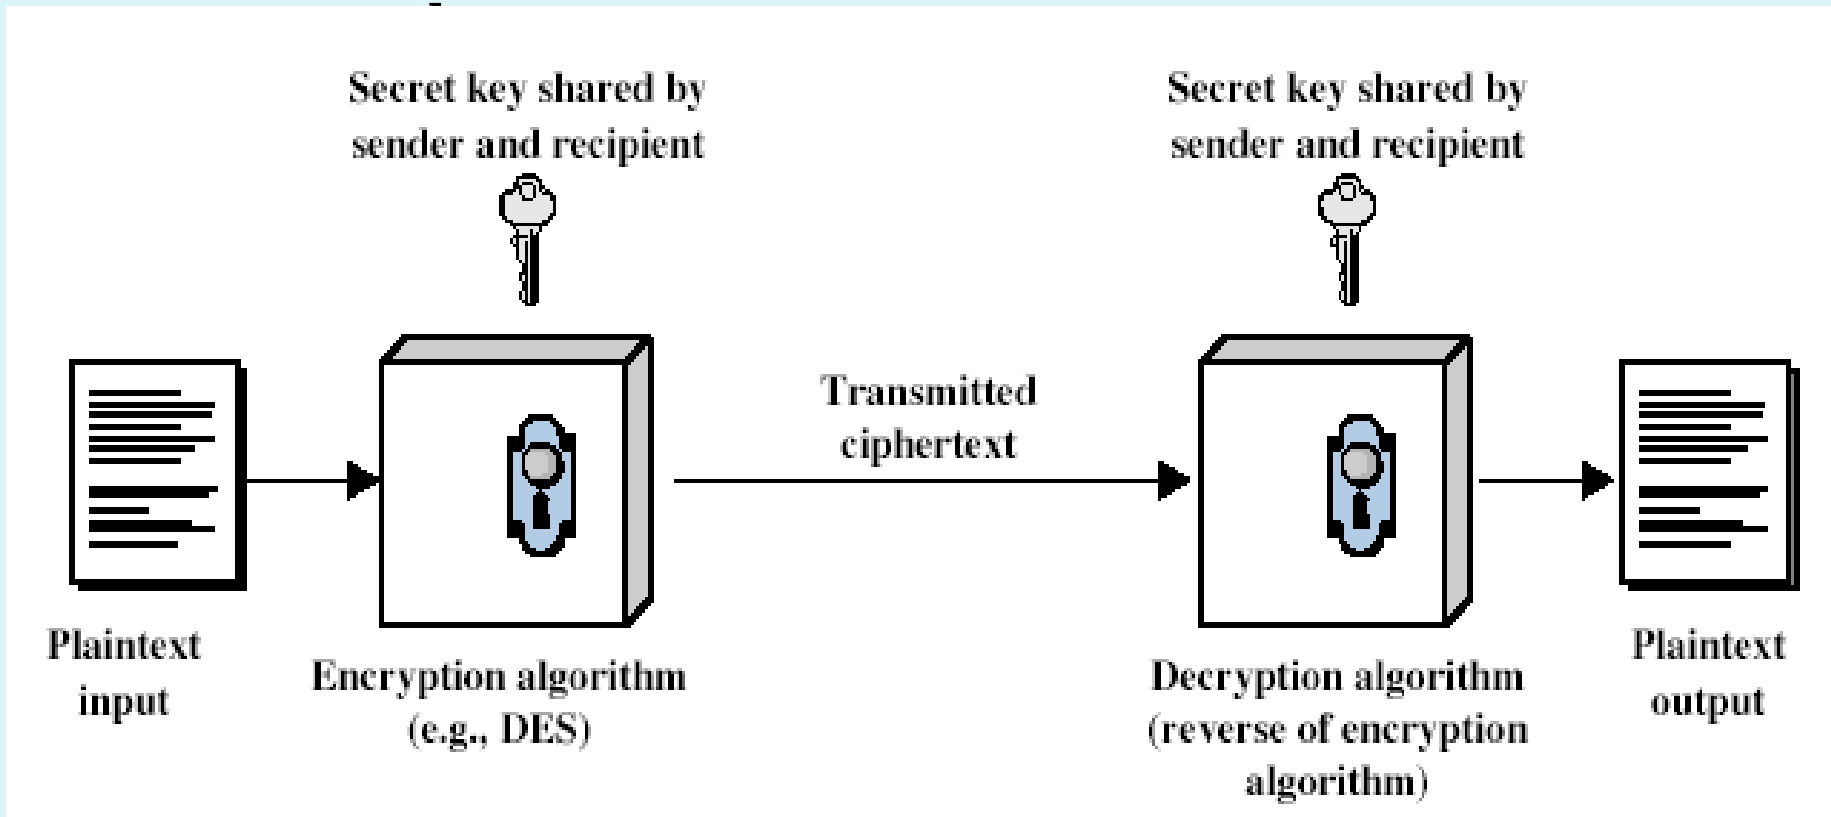 Secret key shared by
sender and recipient
Secret key shared by
sender and recipient
Transmitted
ciphertext
Plaintext
input
Encryption algorithm
(e.g., DES)
Decryption algorithm
(reverse of encryption
algorithm)
Plaintext
output